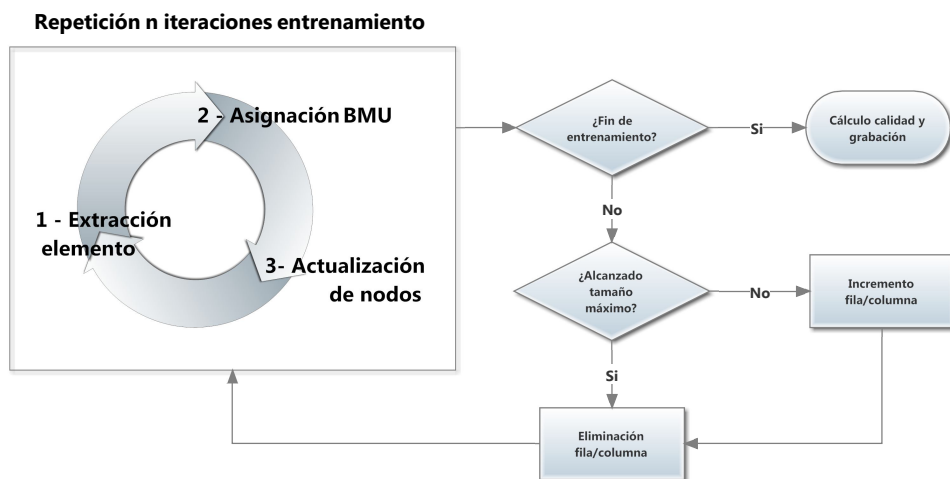 Repetición n iteraciones entrenamiento
2 - Asignación BMU
1 - Extracción
elemento
3- Actualización
de nodos
¿Fin de
entrenamiento?
Si
Cálculo calidad y
grabación
No
¿Alcanzado
tamaño
máximo?
No
Incremento
fila/columna
Si
Eliminación
fila/columna